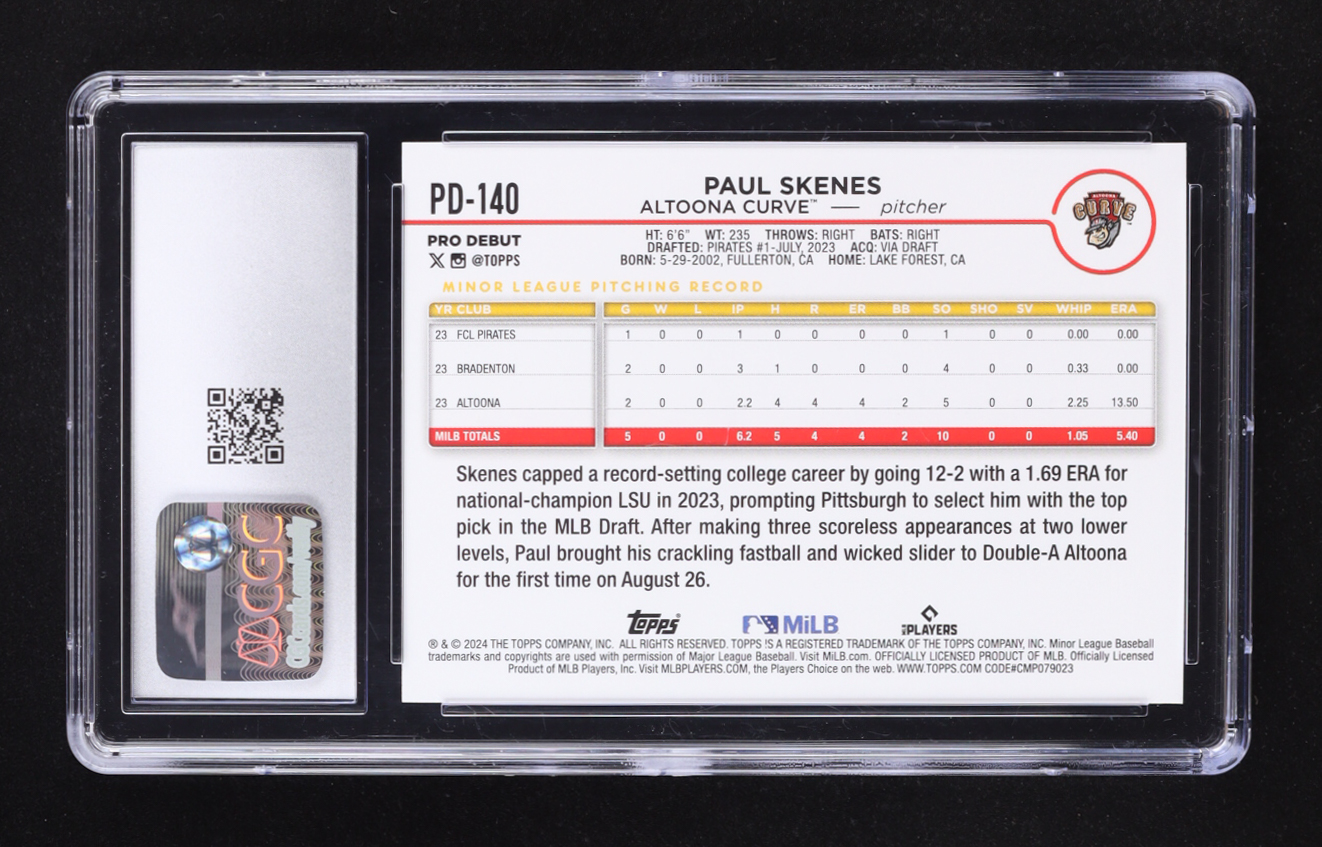 PD-140
PAUL SKENES
ALTOONA CURVE™ — pitcher
ALTOONA
CURVE
PRO DEBUT
@TOPPS
HT: 6'6" WT: 235 THROWS: RIGHT BATS: RIGHT
DRAFTED: PIRATES #1-JULY, 2023 ACQ: VIA DRAFT
BORN: 5-29-2002, FULLERTON, CA HOME: LAKE FOREST, CA
MINOR LEAGUE PITCHING RECORD
YR CLUB G W L IP H R ER BB SO SHO SV WHIP ERA
23 FCL PIRATES 1 0 0 1 0 0 0 0 1 0 0 0.00 0.00
23 BRADENTON 2 0 0 3 1 0 0 0 4 0 0 0.33 0.00
23 ALTOONA 2 0 0 2.2 4 4 4 2 5 0 0 2.25 13.50
MILB TOTALS 5 0 0 6.2 5 4 4 2 10 0 0 1.05 5.40
Skenes capped a record-setting college career by going 12-2 with a 1.69 ERA for
national-champion LSU in 2023, prompting Pittsburgh to select him with the top
pick in the MLB Draft. After making three scoreless appearances at two lower
levels, Paul brought his crackling fastball and wicked slider to Double-A Altoona
for the first time on August 26.
Topps® MiLB PLAYERS
® & © 2024 THE TOPPS COMPANY, INC. ALL RIGHTS RESERVED. TOPPS IS A REGISTERED TRADEMARK OF THE TOPPS COMPANY, INC. Minor League Baseball
trademarks and copyrights are used with permission of Major League Baseball. Visit MiLB.com. OFFICIALLY LICENSED PRODUCT OF MLB. Officially Licensed
Product of MLB Players, Inc. Visit MLBPLAYERS.COM, the Players Choice on the web. WWW.TOPPS.COM CODE#CMP079023
CGC